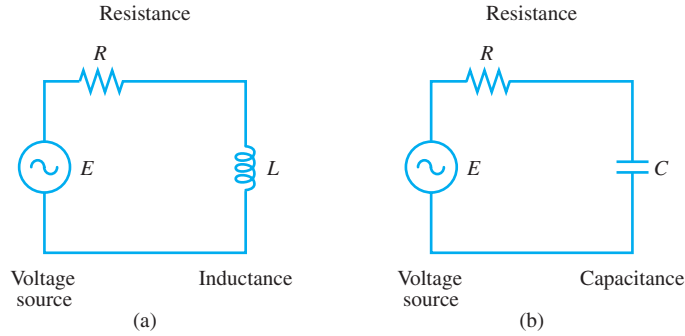 Resistance
R
E
L
Voltage
source
Inductance
(a)
Resistance
R
E
C
Voltage
source
Capacitance
(b)